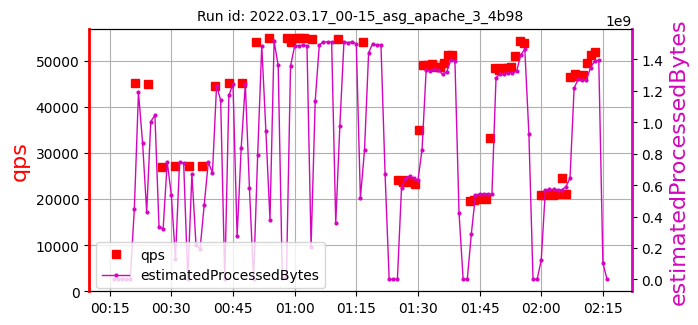 Run id: 2022.03.17_00-15_asg_apache_3_4b98
1e9
50000
40000
30000
20000
10000
0
qps
1.4
1.2
1.0
0.8
0.6
0.4
0.2
0.0
estimatedProcessedBytes
qps
estimatedProcessedBytes
00:15 00:30 00:45 01:00 01:15 01:30 01:45 02:00 02:15